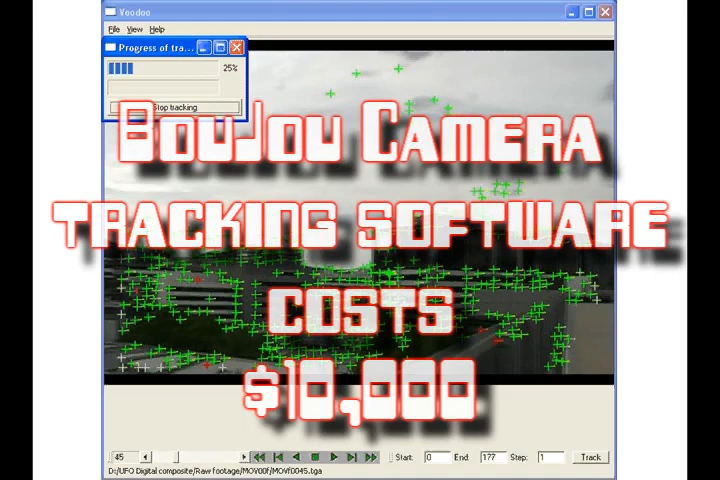 Voodoo
File View Help
Progress of tra...
25%
Stop tracking
BouJou Camera
tracking software
costs
$10,000
45
Start: 0 End: 177 Step: 1 Track
D:/UFO Digital composite/Raw footage/MOV00f/MOVf0045.tga